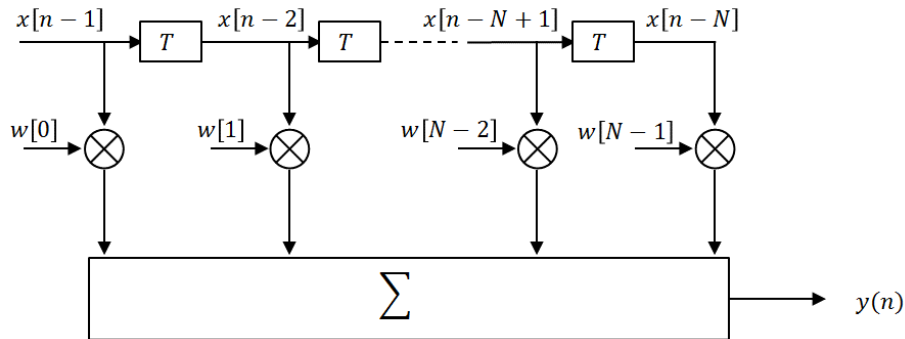 x[n − 1] x[n − 2] x[n − N + 1] x[n − N]
T T T
w[0] w[1] w[N − 2] w[N − 1]
∑
y(n)